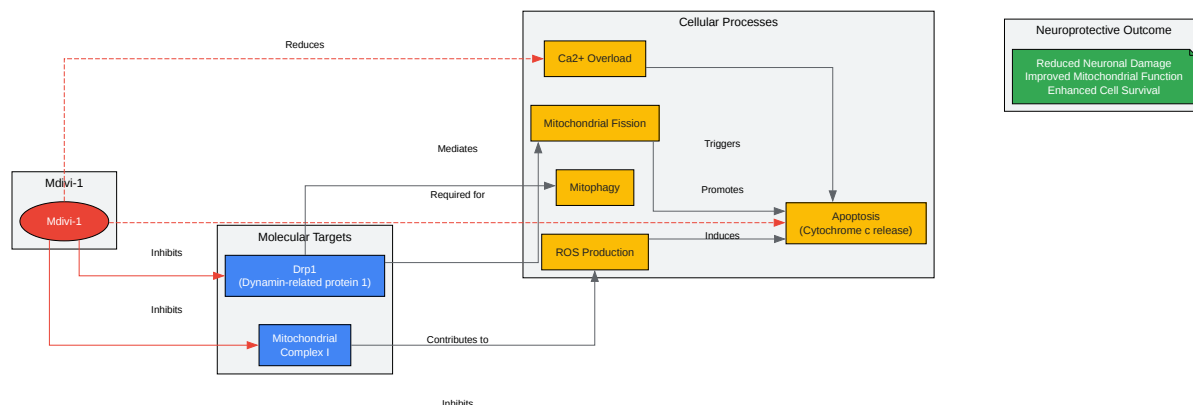 Cellular Processes
Neuroprotective Outcome
Reduces
Ca2+ Overload
Reduced Neuronal Damage
Improved Mitochondrial Function
Enhanced Cell Survival
Mitochondrial Fission
Mediates
Triggers
Mdivi-1
Mitophagy
Required for
Promotes
Mdivi-1
Apoptosis
(Cytochrome c release)
Molecular Targets
Induces
Inhibits
ROS Production
Drp1
(Dynamin-related protein 1)
Inhibits
Mitochondrial
Complex I
Contributes to
Inhibits